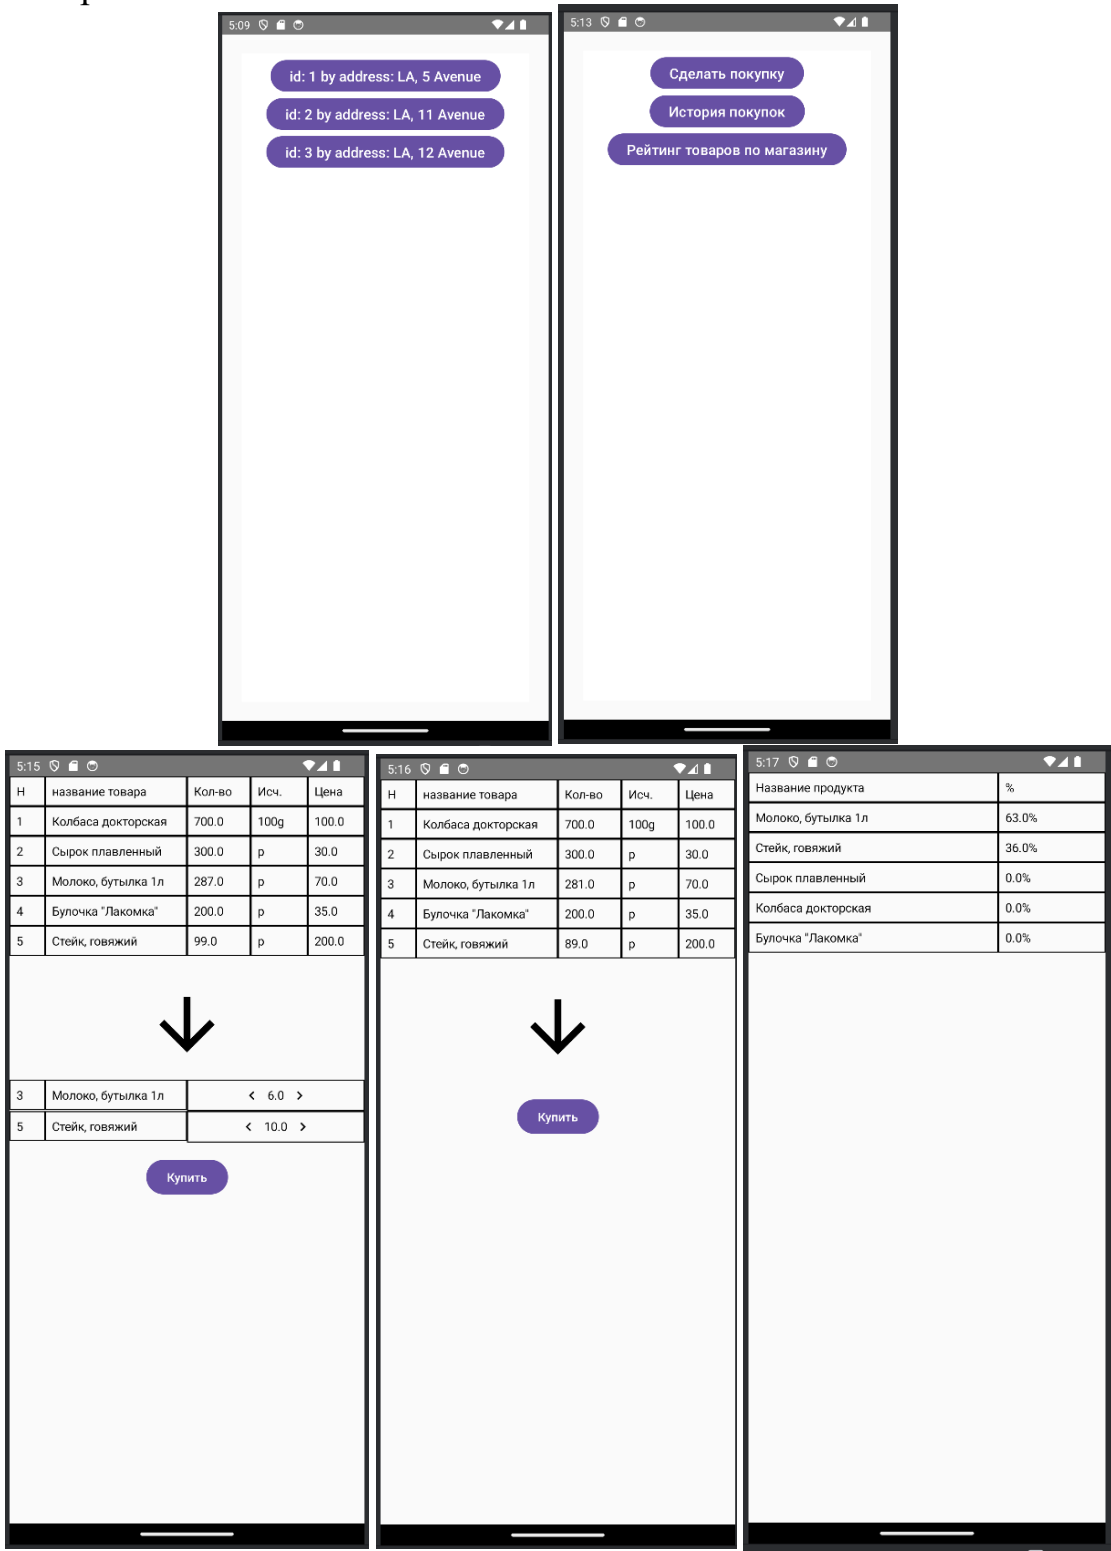 5:09
id: 1 by address: LA, 5 Avenue
id: 2 by address: LA, 11 Avenue
id: 3 by address: LA, 12 Avenue
5:13
Сделать покупку
История покупок
Рейтинг товаров по магазину
5:15
Н название товара Кол-во Исч. Цена
1 Колбаса докторская 700.0 100g 100.0
2 Сырок плавленный 300.0 р 30.0
3 Молоко, бутылка 1л 287.0 р 70.0
4 Булочка "Лакомка" 200.0 р 35.0
5 Стейк, говяжий 99.0 р 200.0
3 Молоко, бутылка 1л < 6.0 >
5 Стейк, говяжий < 10.0 >
Купить
5:16
Н название товара Кол-во Исч. Цена
1 Колбаса докторская 700.0 100g 100.0
2 Сырок плавленный 300.0 р 30.0
3 Молоко, бутылка 1л 281.0 р 70.0
4 Булочка "Лакомка" 200.0 р 35.0
5 Стейк, говяжий 89.0 р 200.0
Купить
5:17
Название продукта %
Молоко, бутылка 1л 63.0%
Стейк, говяжий 36.0%
Сырок плавленный 0.0%
Колбаса докторская 0.0%
Булочка "Лакомка" 0.0%